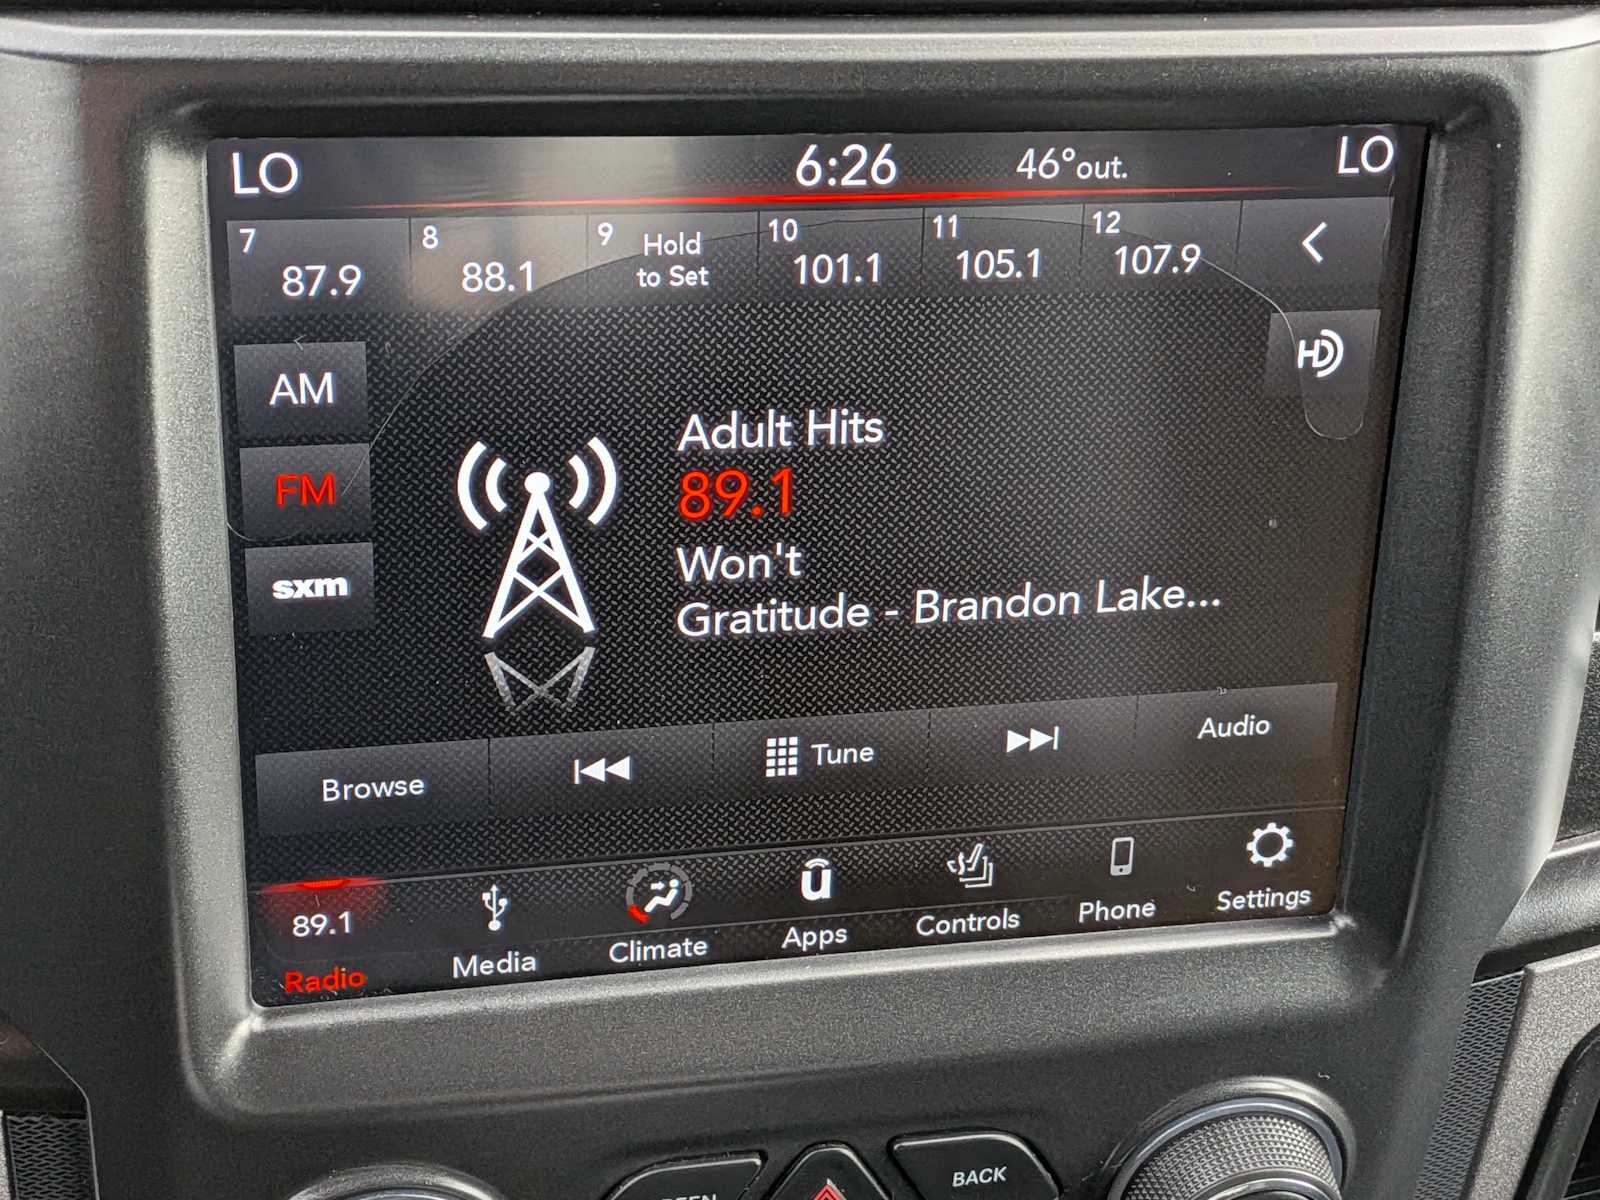 LO 6:26 46°out. LO
7 87.9 8 88.1 9 Hold to Set 10 101.1 11 105.1 12 107.9
HD
AM
FM
sxm
Adult Hits
89.1
Won't
Gratitude - Brandon Lake...
Browse Tune Audio
89.1
u
Radio Media Climate Apps Controls Phone Settings
BACK